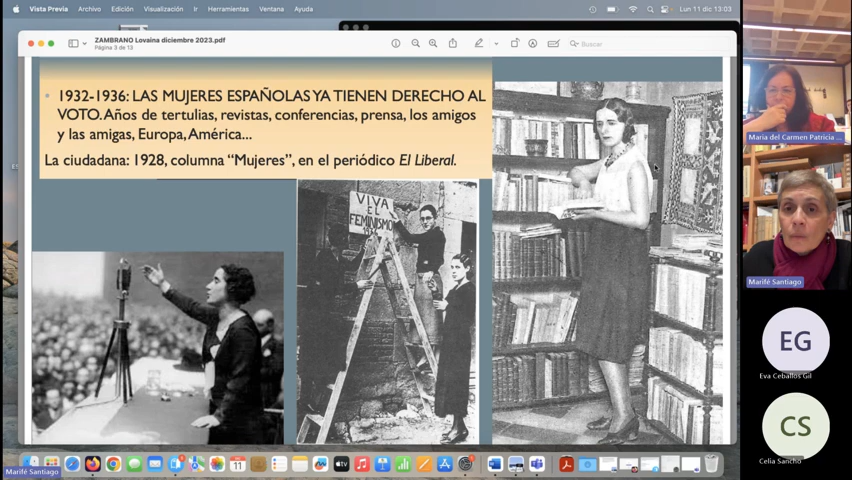 Vista Previa Archivo Edición Visualización Ir Herramientas Ventana Ayuda
Lun 11 dic 13:03
ZAMBRANO Lovaina diciembre 2023.pdf
Página 3 de 13
Buscar
• 1932-1936: LAS MUJERES ESPAÑOLAS YA TIENEN DERECHO AL
VOTO. Años de tertulias, revistas, conferencias, prensa, los amigos
y las amigas, Europa, América...
La ciudadana: 1928, columna “Mujeres”, en el periódico El Liberal.
VIVA
EL
FEMINISMO
Maria del Carmen Patricia ...
Marifé Santiago
EG
Eva Ceballos Gil
CS
Celia Sancho
DIC
11
tv
Marifé Santiago